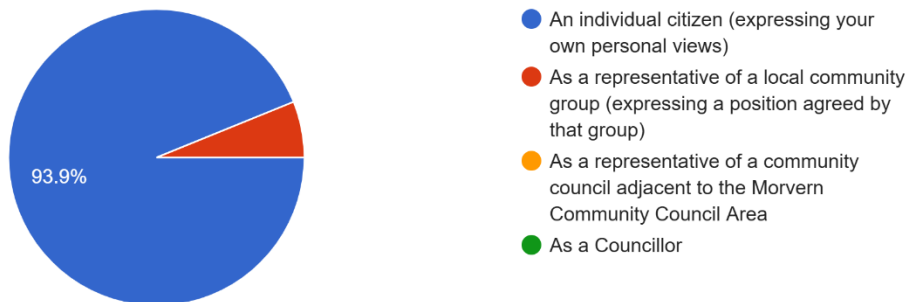 93.9%
An individual citizen (expressing your
own personal views)
As a representative of a local community
group (expressing a position agreed by
that group)
As a representative of a community
council adjacent to the Morvern
Community Council Area
As a Councillor